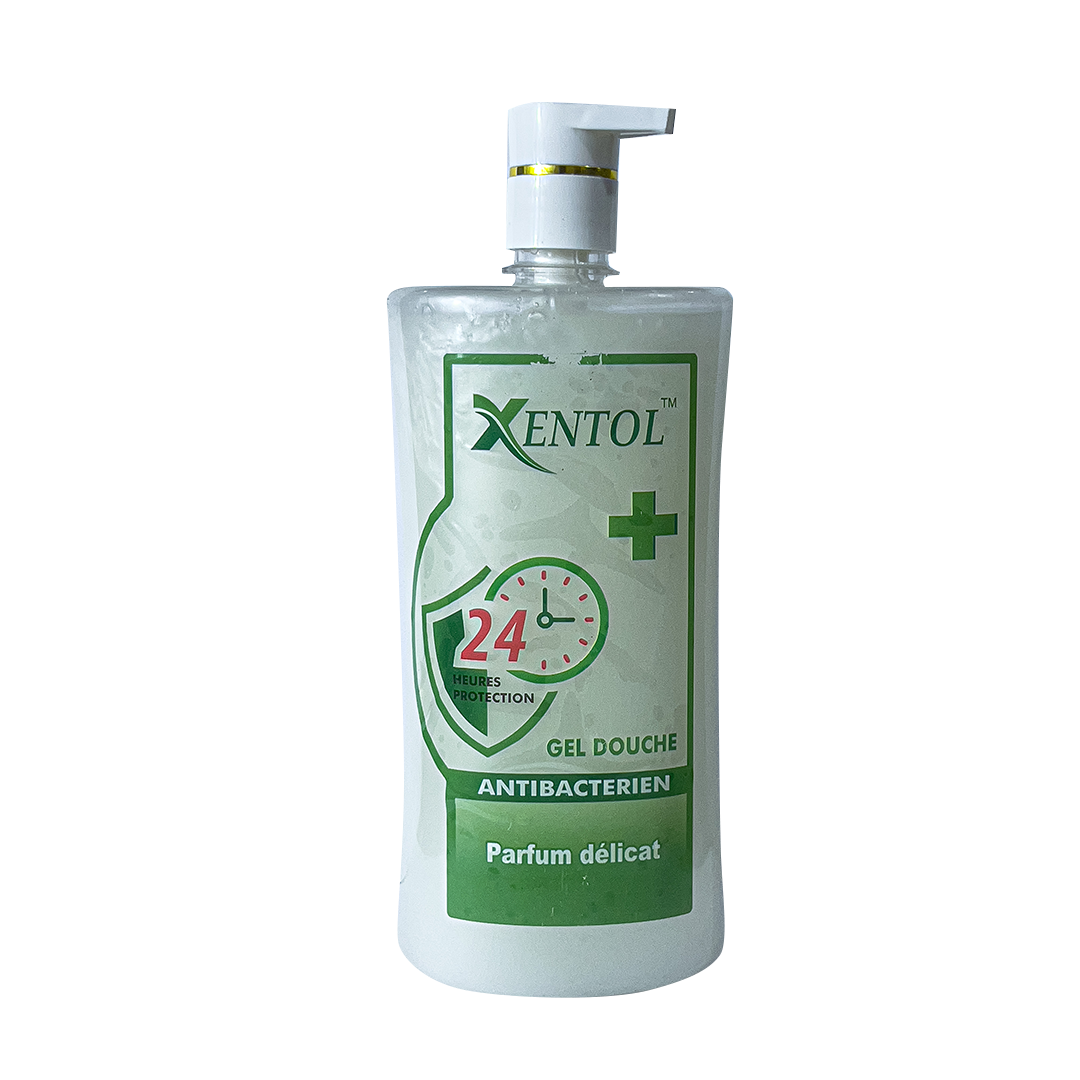 XENTOL™
24
HEURES
PROTECTION
GEL DOUCHE
ANTIBACTERIEN
Parfum délicat